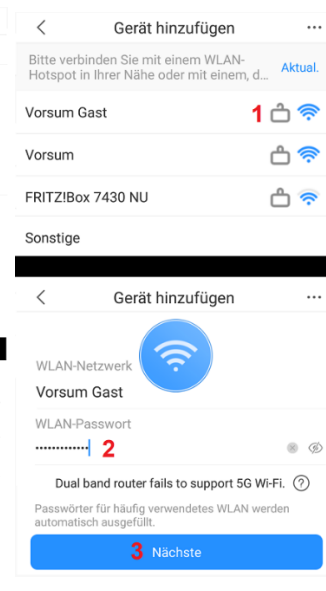 Gerät hinzufügen
Bitte verbinden Sie mit einem WLAN-
Hotspot in Ihrer Nähe oder mit einem, d...
Aktual.
Vorsum Gast 1
Vorsum
FRITZ!Box 7430 NU
Sonstige
Gerät hinzufügen
WLAN-Netzwerk
Vorsum Gast
WLAN-Passwort
•••••••••••••| 2
Dual band router fails to support 5G Wi-Fi. ?
Passwörter für häufig verwendetes WLAN werden
automatisch ausgefüllt.
3 Nächste